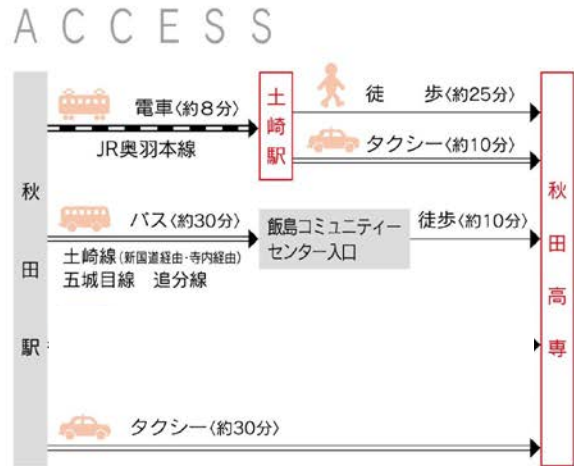 ACCESS
秋田駅
電車〈約8分〉
JR奥羽本線
土崎駅
徒歩〈約25分〉
タクシー〈約10分〉
バス〈約30分〉
土崎線(新国道経由・寺内経由)
五城目線 追分線
飯島コミュニティー
センター入口
徒歩〈約10分〉
タクシー〈約30分〉
秋田高専